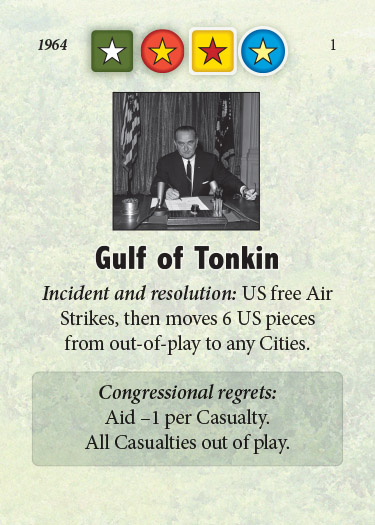 1964
1
Gulf of Tonkin
Incident and resolution: US free Air
Strikes, then moves 6 US pieces
from out-of-play to any Cities.
Congressional regrets:
Aid –1 per Casualty.
All Casualties out of play.